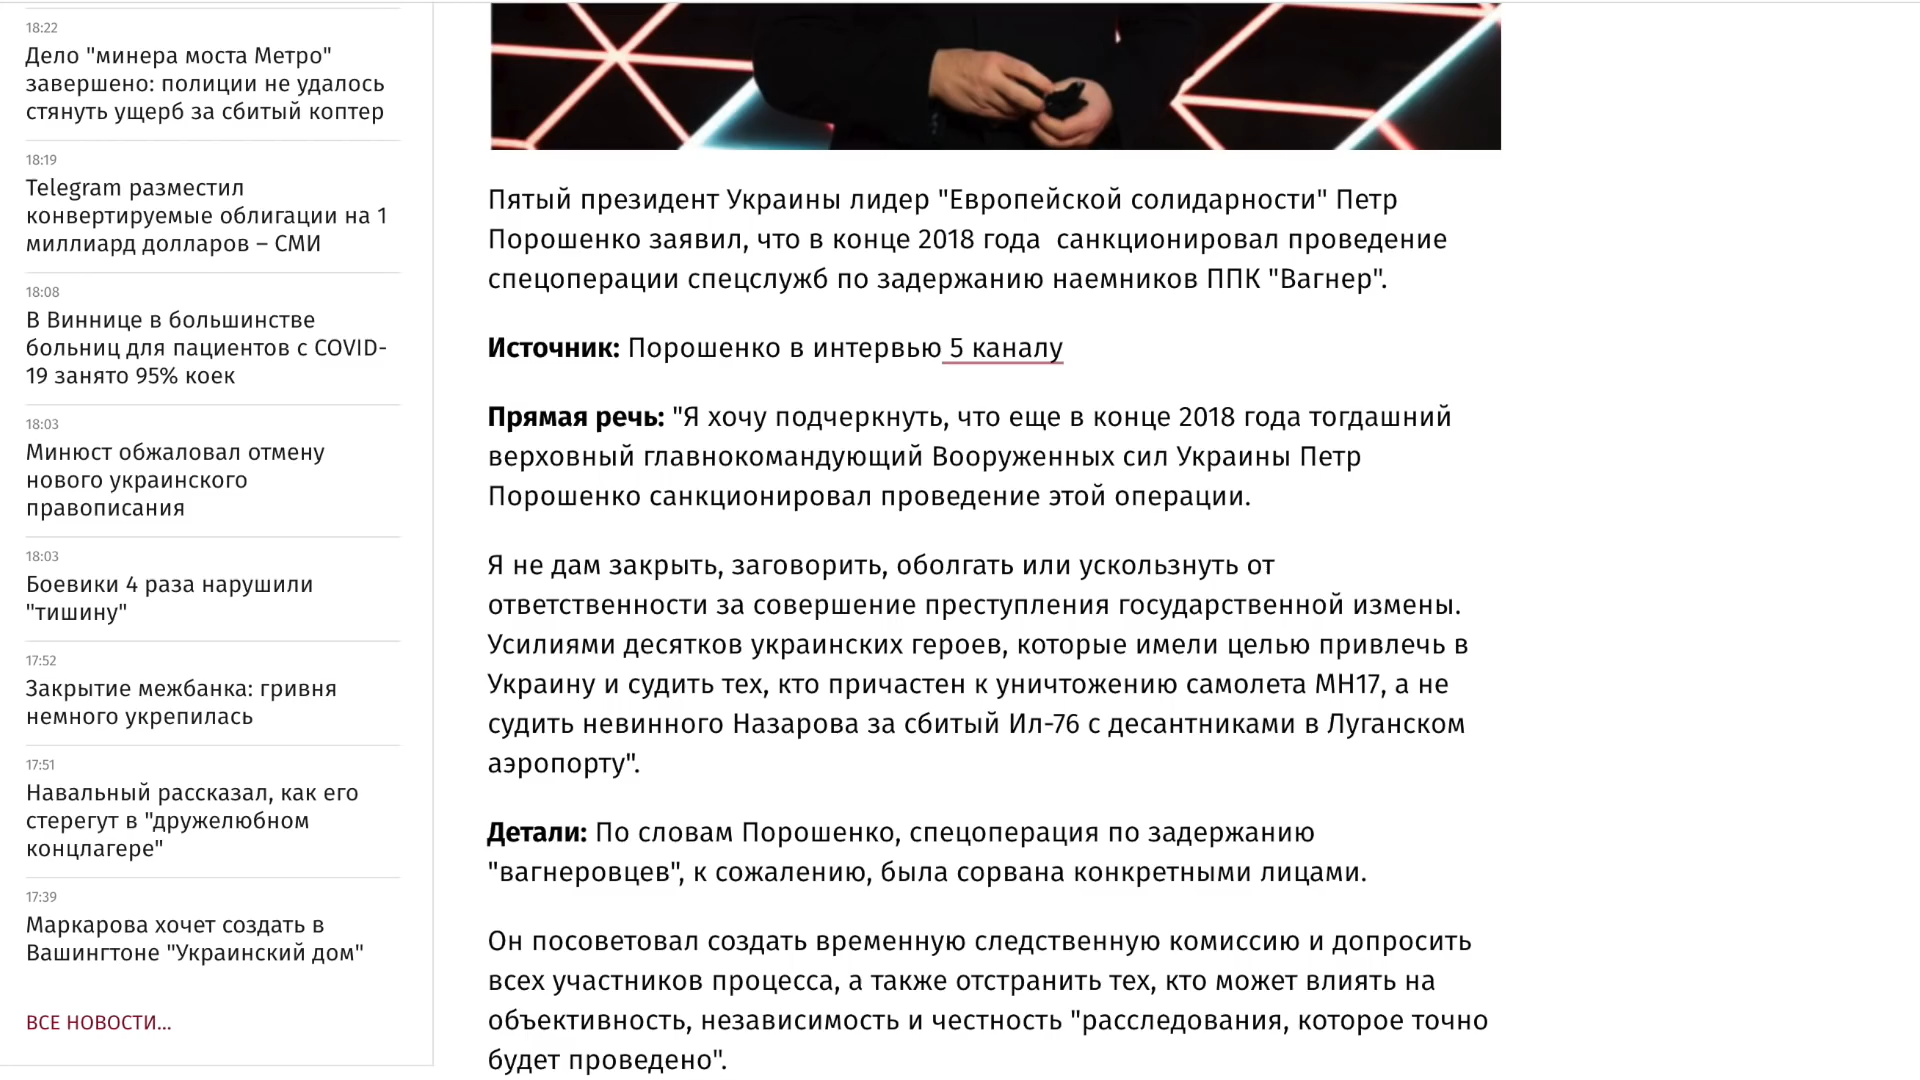 18:22
Дело "минера моста Метро"
завершено: полиции не удалось
стянуть ущерб за сбитый коптер
18:19
Telegram разместил
конвертируемые облигации на 1
миллиард долларов – СМИ
18:08
В Виннице в большинстве
больниц для пациентов с COVID-
19 занято 95% коек
18:03
Минюст обжаловал отмену
нового украинского
правописания
18:03
Боевики 4 раза нарушили
"тишину"
17:52
Закрытие межбанка: гривня
немного укрепилась
17:51
Навальный рассказал, как его
стерегут в "дружелюбном
концлагере"
17:39
Маркарова хочет создать в
Вашингтоне "Украинский дом"
ВСЕ НОВОСТИ...
Пятый президент Украины лидер "Европейской солидарности" Петр
Порошенко заявил, что в конце 2018 года санкционировал проведение
спецоперации спецслужб по задержанию наемников ППК "Вагнер".
Источник: Порошенко в интервью 5 каналу
Прямая речь: "Я хочу подчеркнуть, что еще в конце 2018 года тогдашний
верховный главнокомандующий Вооруженных сил Украины Петр
Порошенко санкционировал проведение этой операции.
Я не дам закрыть, заговорить, оболгать или ускользнуть от
ответственности за совершение преступления государственной измены.
Усилиями десятков украинских героев, которые имели целью привлечь в
Украину и судить тех, кто причастен к уничтожению самолета МН17, а не
судить невинного Назарова за сбитый Ил-76 с десантниками в Луганском
аэропорту".
Детали: По словам Порошенко, спецоперация по задержанию
"вагнеровцев", к сожалению, была сорвана конкретными лицами.
Он посоветовал создать временную следственную комиссию и допросить
всех участников процесса, а также отстранить тех, кто может влиять на
объективность, независимость и честность "расследования, которое точно
будет проведено".